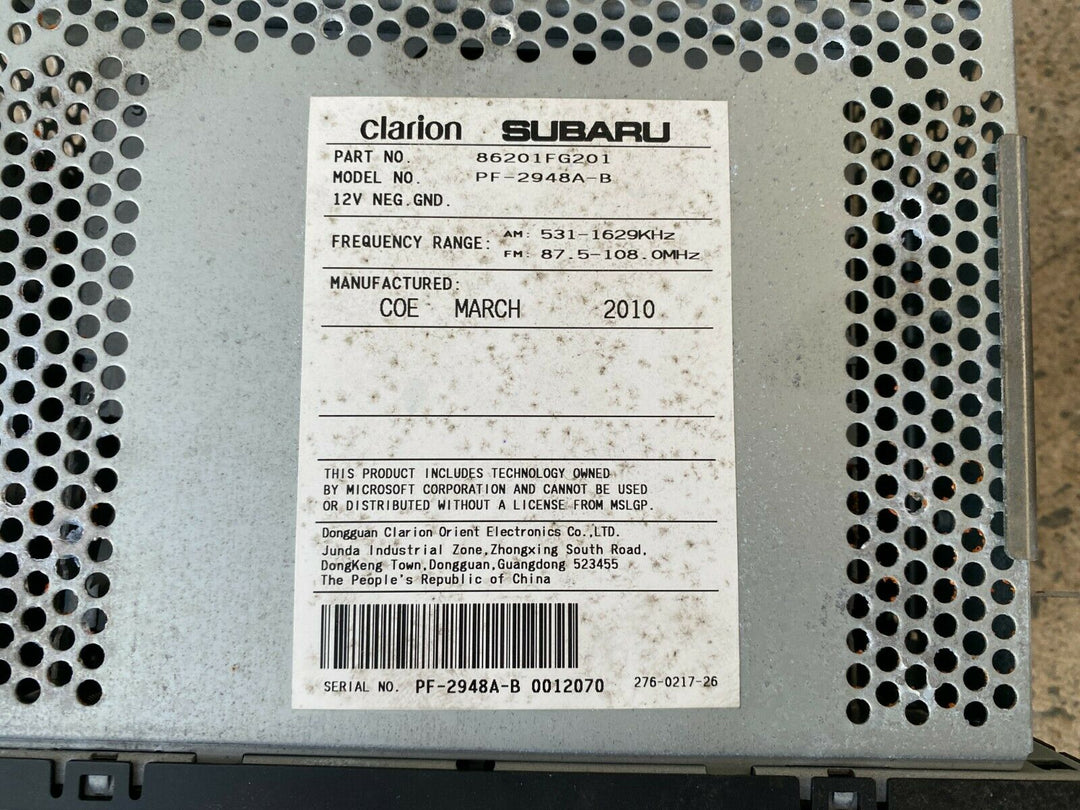 clarion SUBARU
PART NO. 86201FG201
MODEL NO. PF-2948A-B
12V NEG.GND.
FREQUENCY RANGE: AM: 531-1629KHz
FM: 87.5-108.0MHz
MANUFACTURED:
COE MARCH 2010
THIS PRODUCT INCLUDES TECHNOLOGY OWNED
BY MICROSOFT CORPORATION AND CANNOT BE USED
OR DISTRIBUTED WITHOUT A LICENSE FROM MSLGP.
Dongguan Clarion Orient Electronics Co.,LTD.
Junda Industrial Zone,Zhongxing South Road,
DongKeng Town,Dongguan,Guangdong 523455
The People's Republic of China
SERIAL NO. PF-2948A-B 0012070 276-0217-26